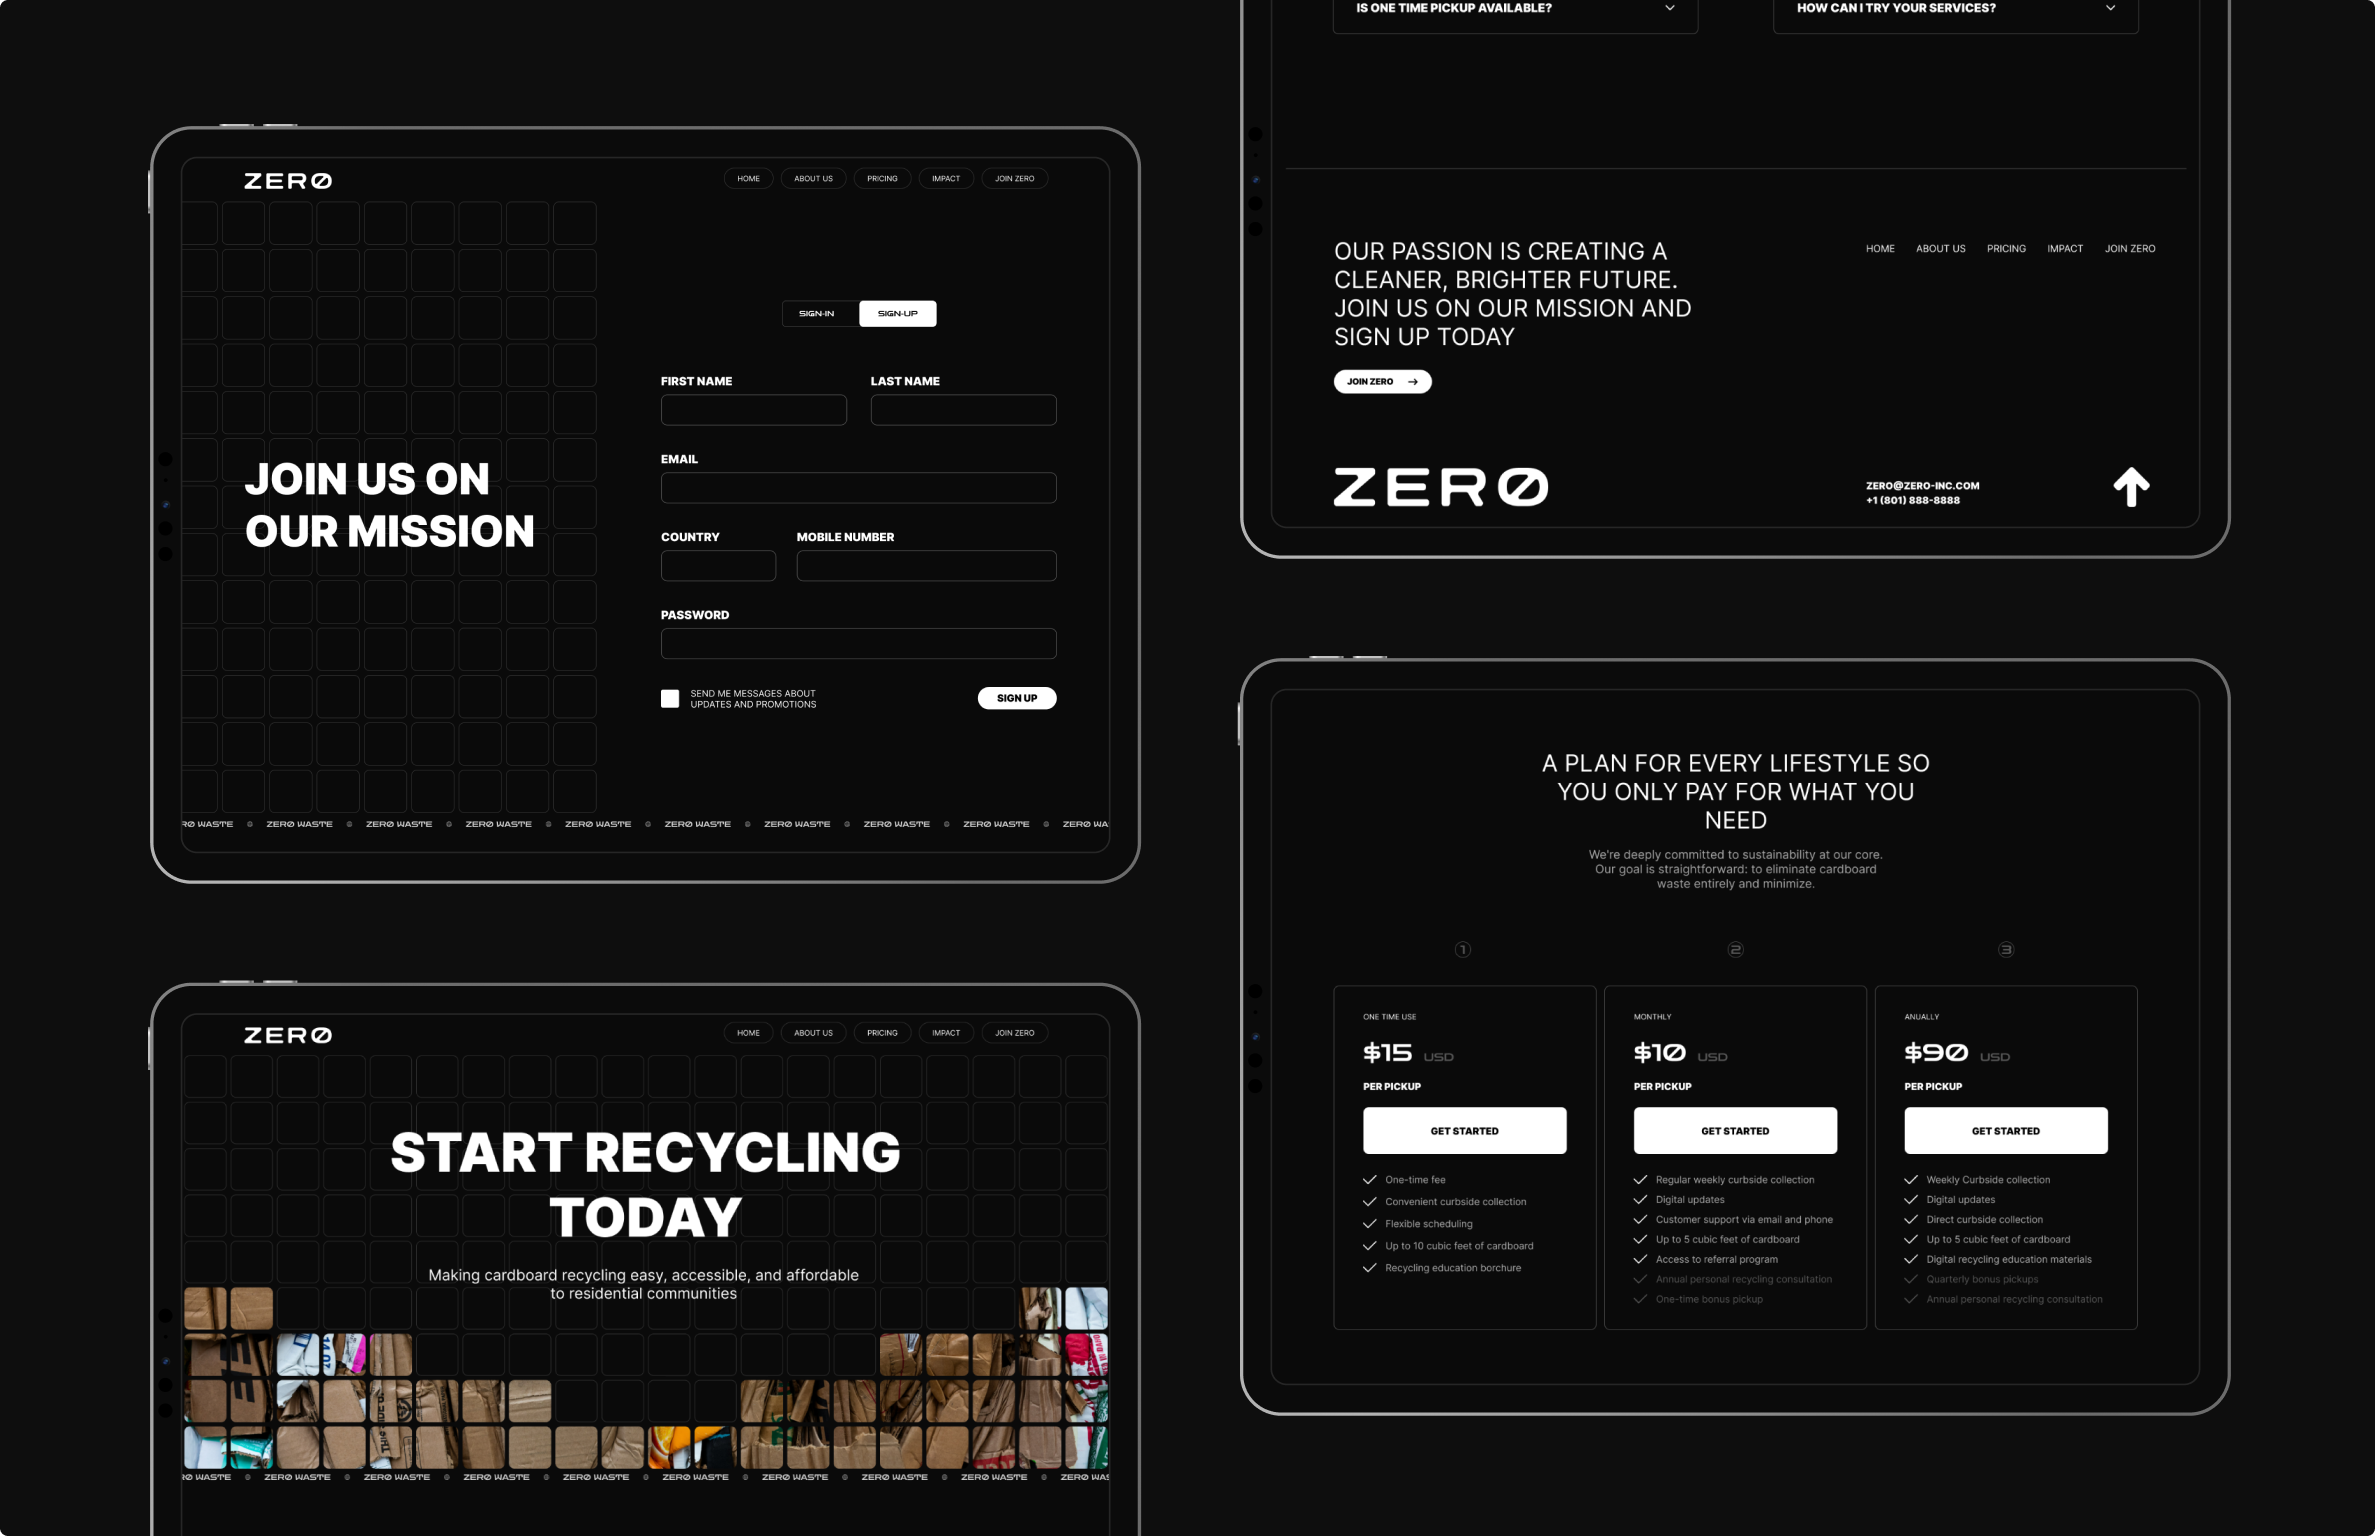 ZERØ
HOME
ABOUT US
PRICING
IMPACT
JOIN ZERO
JOIN US ON
OUR MISSION
SIGN-IN
SIGN-UP
FIRST NAME
LAST NAME
EMAIL
COUNTRY
MOBILE NUMBER
PASSWORD
SEND ME MESSAGES ABOUT
UPDATES AND PROMOTIONS
SIGN UP
RØ WASTE ZERØ WASTE ZERØ WASTE ZERØ WASTE ZERØ WASTE ZERØ WASTE ZERØ WASTE ZERØ WASTE ZERØ WASTE ZERØ WA
ZERØ
HOME
ABOUT US
PRICING
IMPACT
JOIN ZERO
START RECYCLING
TODAY
Making cardboard recycling easy, accessible, and affordable
to residential communities
RØ WASTE ZERØ WASTE ZERØ WASTE ZERØ WASTE ZERØ WASTE ZERØ WASTE ZERØ WASTE ZERØ WASTE ZERØ WASTE ZERØ WAS
IS ONE TIME PICKUP AVAILABLE?
HOW CAN I TRY YOUR SERVICES?
OUR PASSION IS CREATING A
CLEANER, BRIGHTER FUTURE.
JOIN US ON OUR MISSION AND
SIGN UP TODAY
HOME
ABOUT US
PRICING
IMPACT
JOIN ZERO
JOIN ZERO
ZERØ
ZERO@ZERO-INC.COM
+1 (801) 888-8888
A PLAN FOR EVERY LIFESTYLE SO
YOU ONLY PAY FOR WHAT YOU
NEED
We're deeply committed to sustainability at our core.
Our goal is straightforward: to eliminate cardboard
waste entirely and minimize.
1
2
3
ONE TIME USE
$15 USD
PER PICKUP
GET STARTED
One-time fee
Convenient curbside collection
Flexible scheduling
Up to 10 cubic feet of cardboard
Recycling education borchure
MONTHLY
$10 USD
PER PICKUP
GET STARTED
Regular weekly curbside collection
Digital updates
Customer support via email and phone
Up to 5 cubic feet of cardboard
Access to referral program
Annual personal recycling consultation
One-time bonus pickup
ANUALLY
$90 USD
PER PICKUP
GET STARTED
Weekly Curbside collection
Digital updates
Direct curbside collection
Up to 5 cubic feet of cardboard
Digital recycling education materials
Quarterly bonus pickups
Annual personal recycling consultation